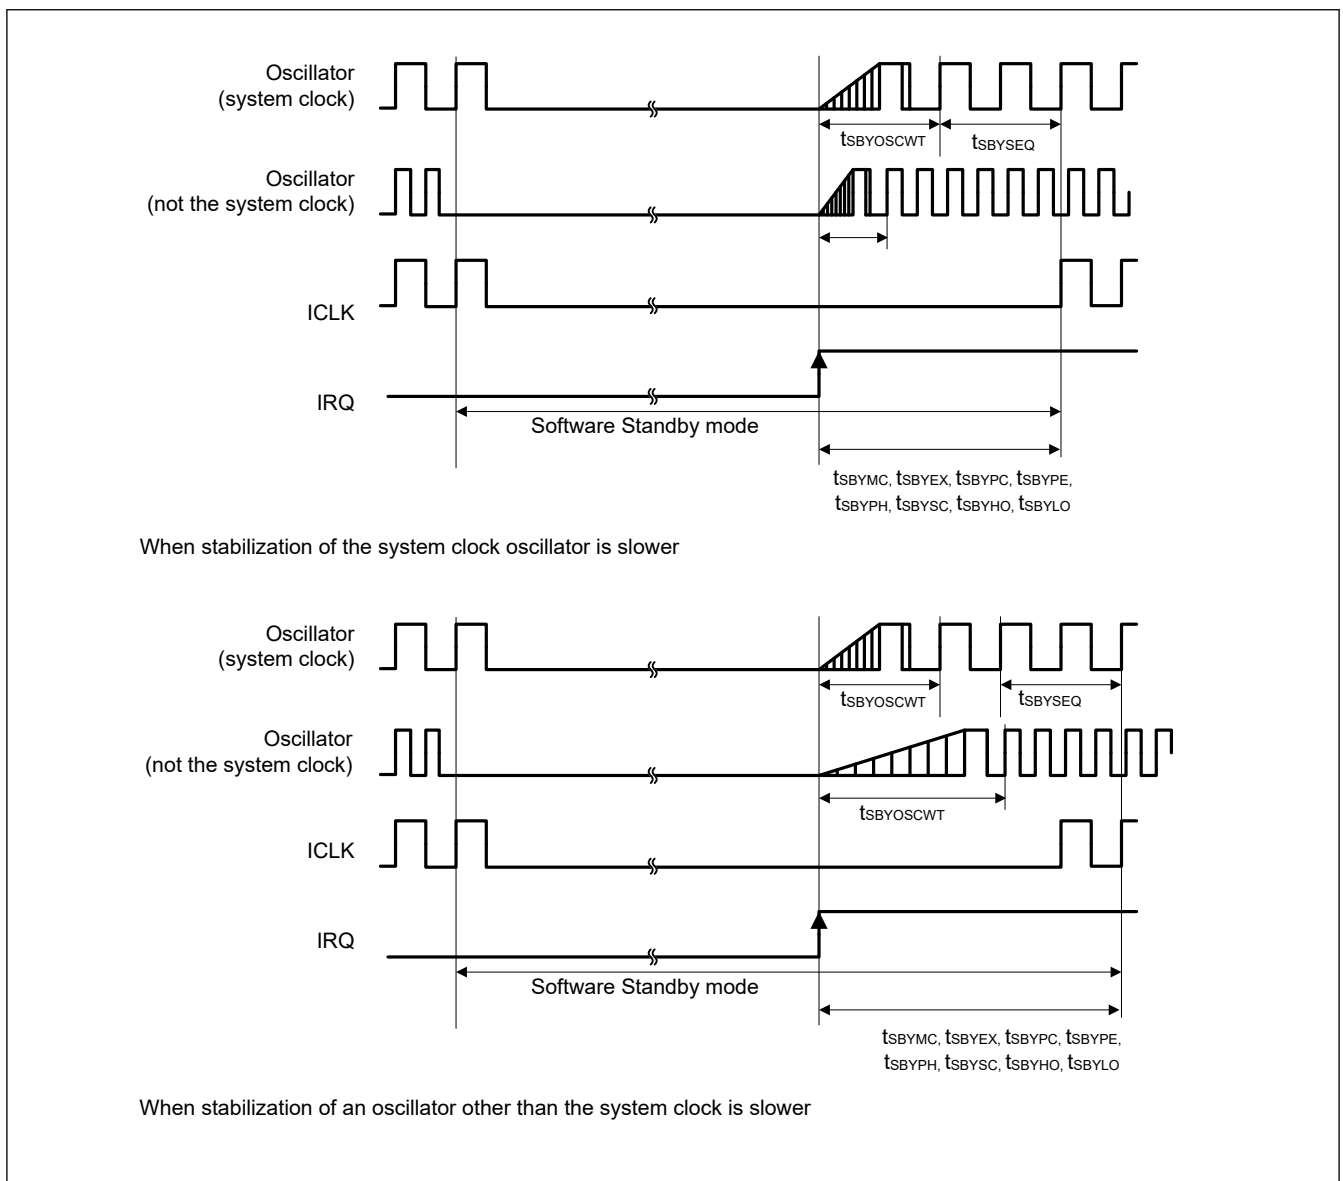 Oscillator
(system clock)
tSBYOSCWT
tSBYSEQ
Oscillator
(not the system clock)
ICLK
IRQ
Software Standby mode
tSBYMC, tSBYEX, tSBYPC, tSBYPE,
tSBYPH, tSBYSC, tSBYHO, tSBYLO
When stabilization of the system clock oscillator is slower
Oscillator
(system clock)
tSBYOSCWT
tSBYSEQ
Oscillator
(not the system clock)
tSBYOSCWT
ICLK
IRQ
Software Standby mode
tSBYMC, tSBYEX, tSBYPC, tSBYPE,
tSBYPH, tSBYSC, tSBYHO, tSBYLO
When stabilization of an oscillator other than the system clock is slower